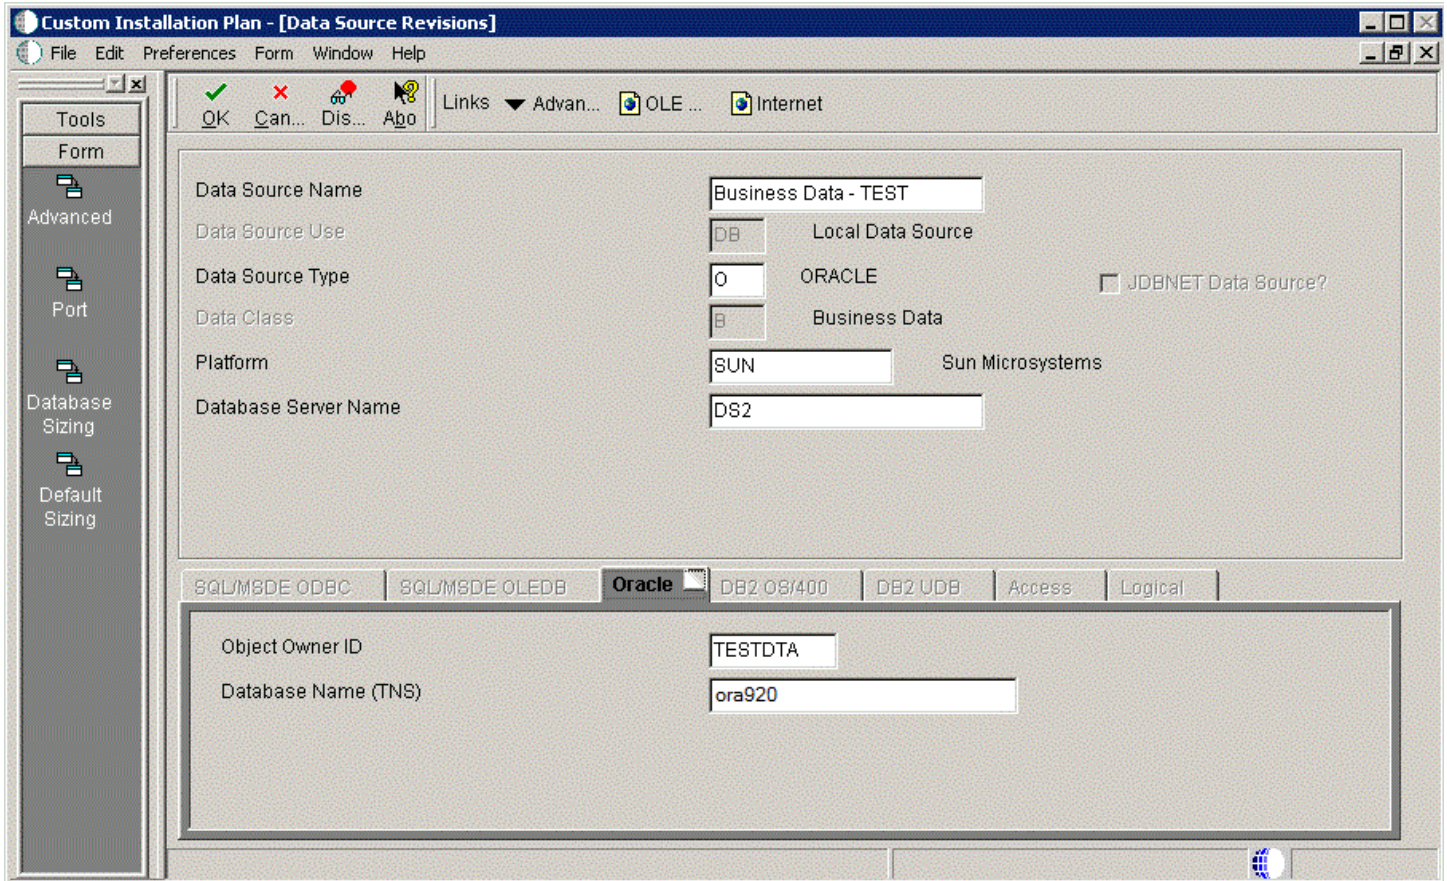 Custom Installation Plan - [Data Source Revisions]
File Edit Preferences Form Window Help
Tools
Form
Advanced
Port
Database
Sizing
Default
Sizing
OK Can... Dis... Abo Links Advan... OLE ... Internet
Data Source Name Business Data - TEST
Data Source Use DB Local Data Source
Data Source Type O ORACLE JDBNET Data Source?
Data Class B Business Data
Platform SUN Sun Microsystems
Database Server Name DS2
SQL/MSDE ODBC SQL/MSDE OLEDB Oracle DB2 OS/400 DB2 UDB Access Logical
Object Owner ID TESTDTA
Database Name (TNS) ora920